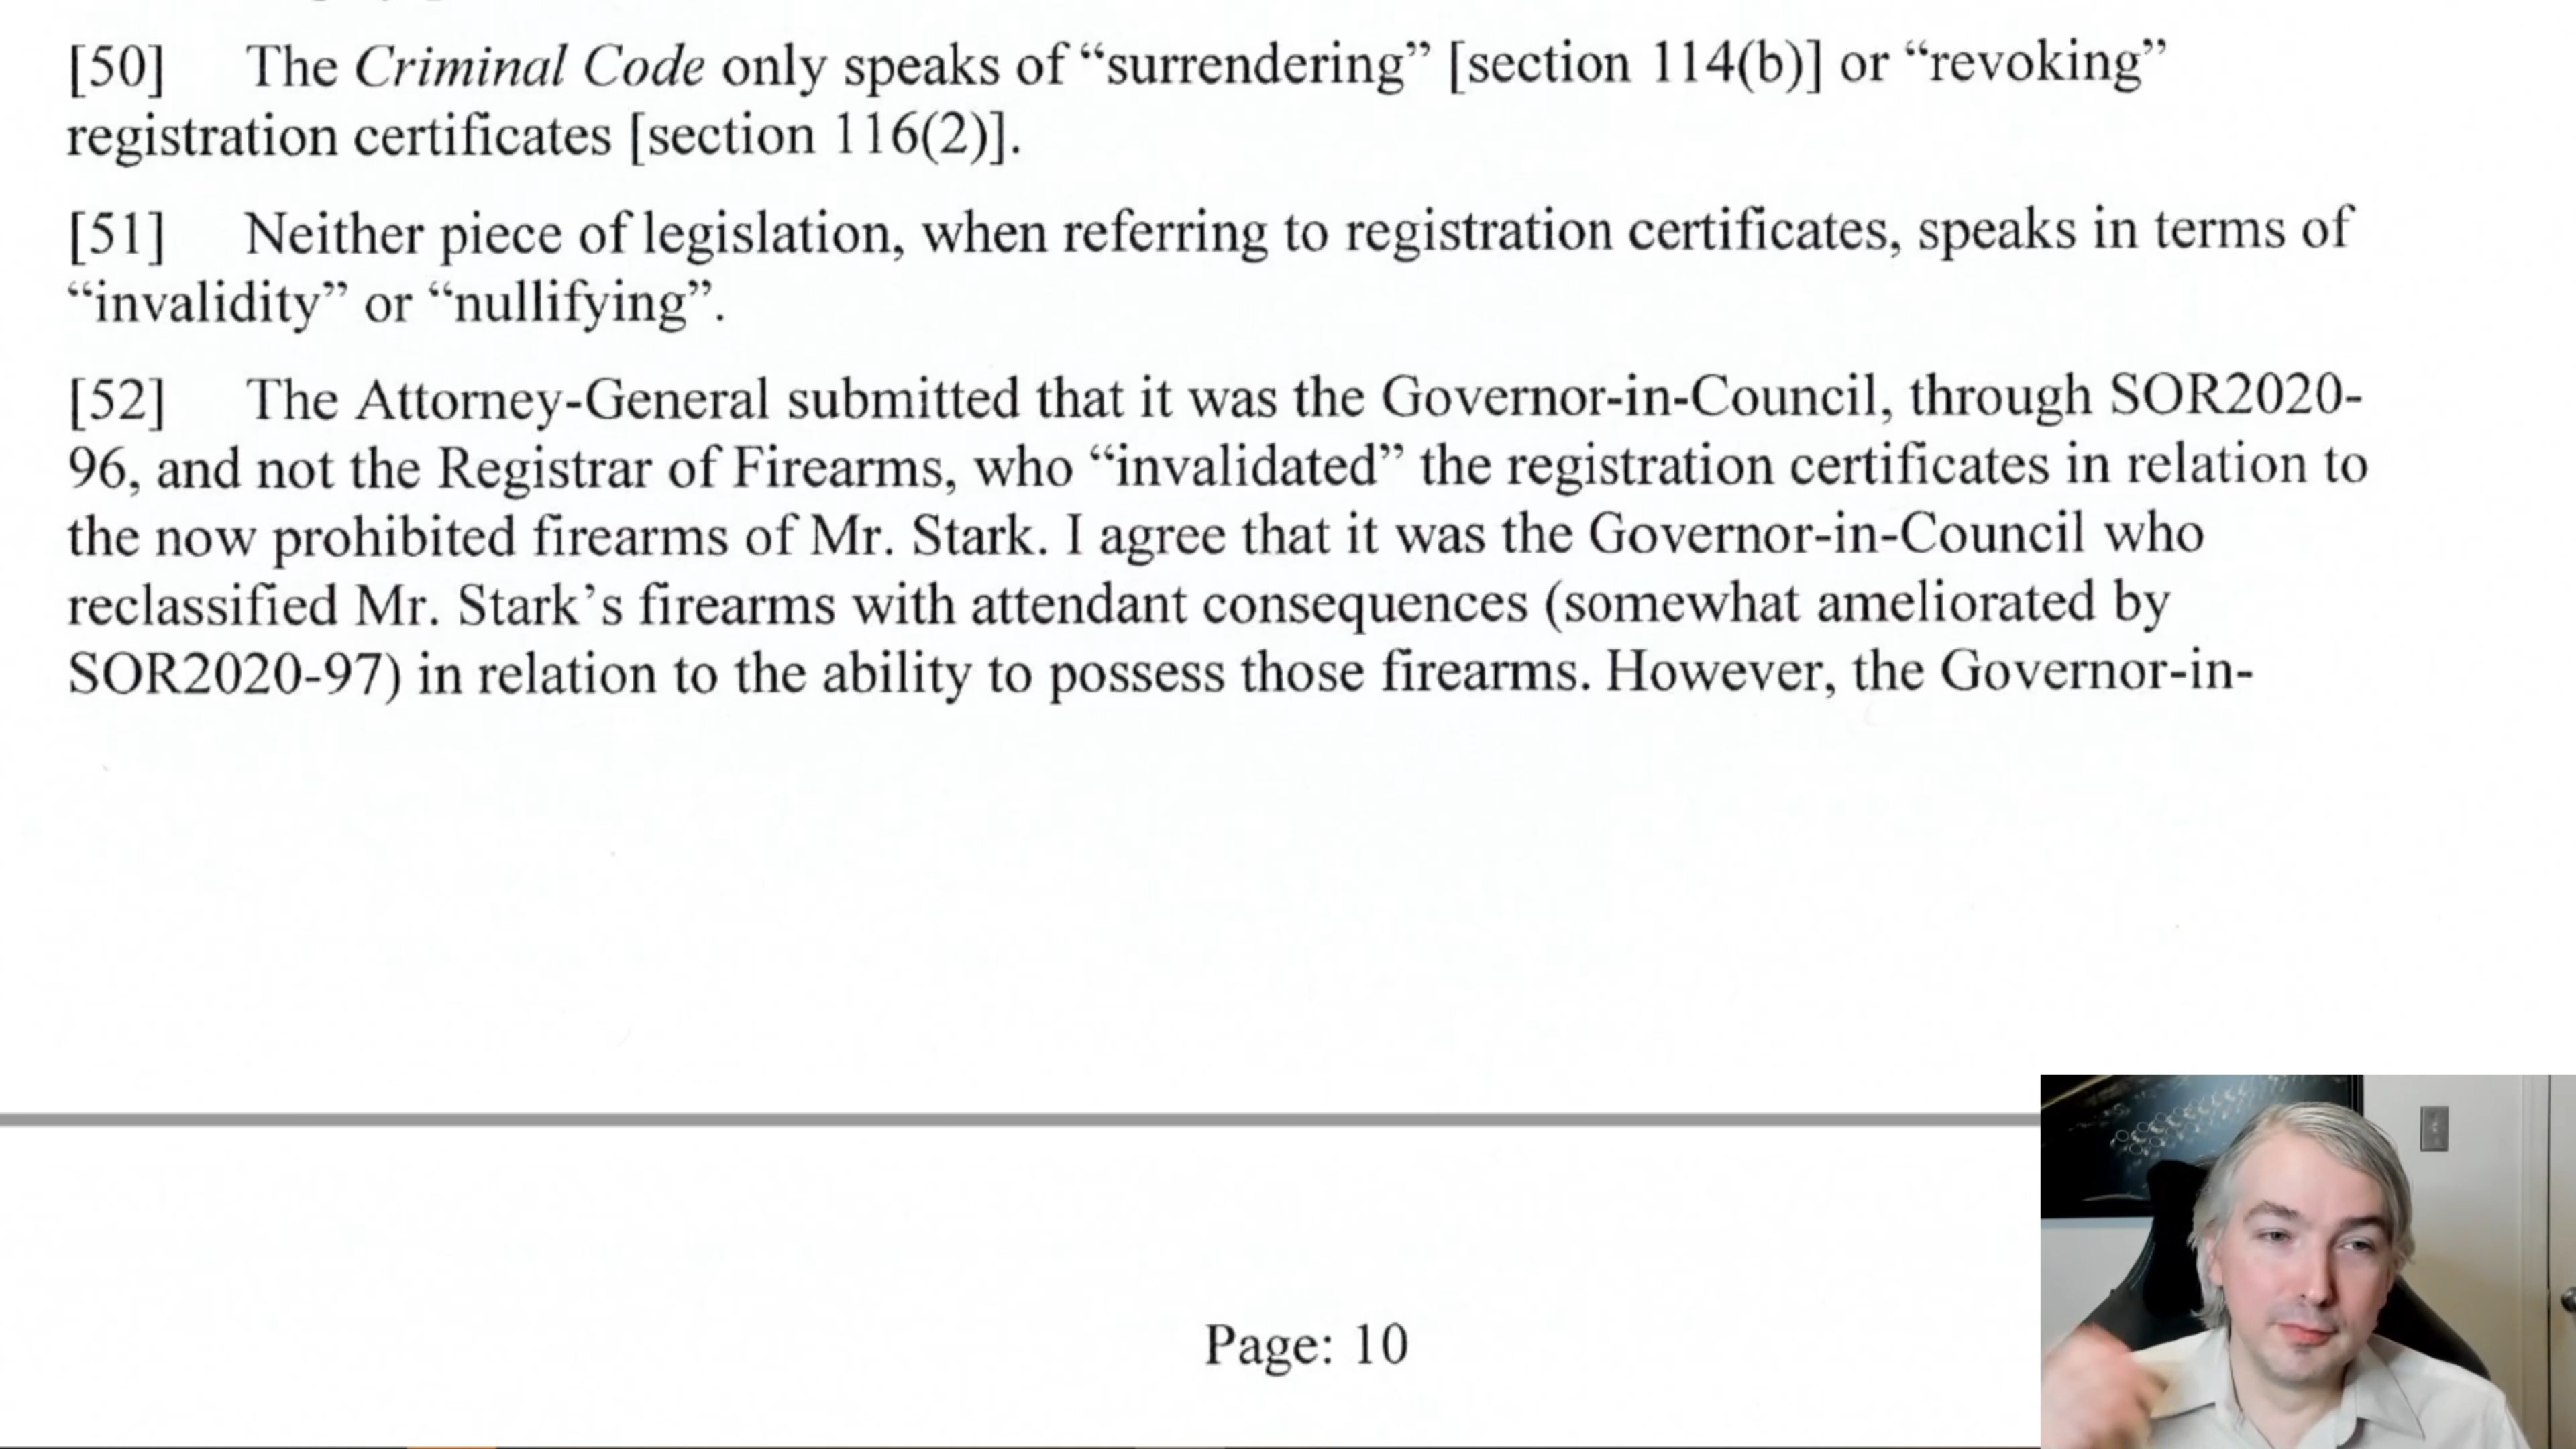 [50] The Criminal Code only speaks of “surrendering” [section 114(b)] or “revoking”
registration certificates [section 116(2)].
[51] Neither piece of legislation, when referring to registration certificates, speaks in terms of
“invalidity” or “nullifying”.
[52] The Attorney-General submitted that it was the Governor-in-Council, through SOR2020-
96, and not the Registrar of Firearms, who “invalidated” the registration certificates in relation to
the now prohibited firearms of Mr. Stark. I agree that it was the Governor-in-Council who
reclassified Mr. Stark’s firearms with attendant consequences (somewhat ameliorated by
SOR2020-97) in relation to the ability to possess those firearms. However, the Governor-in-
Page: 10